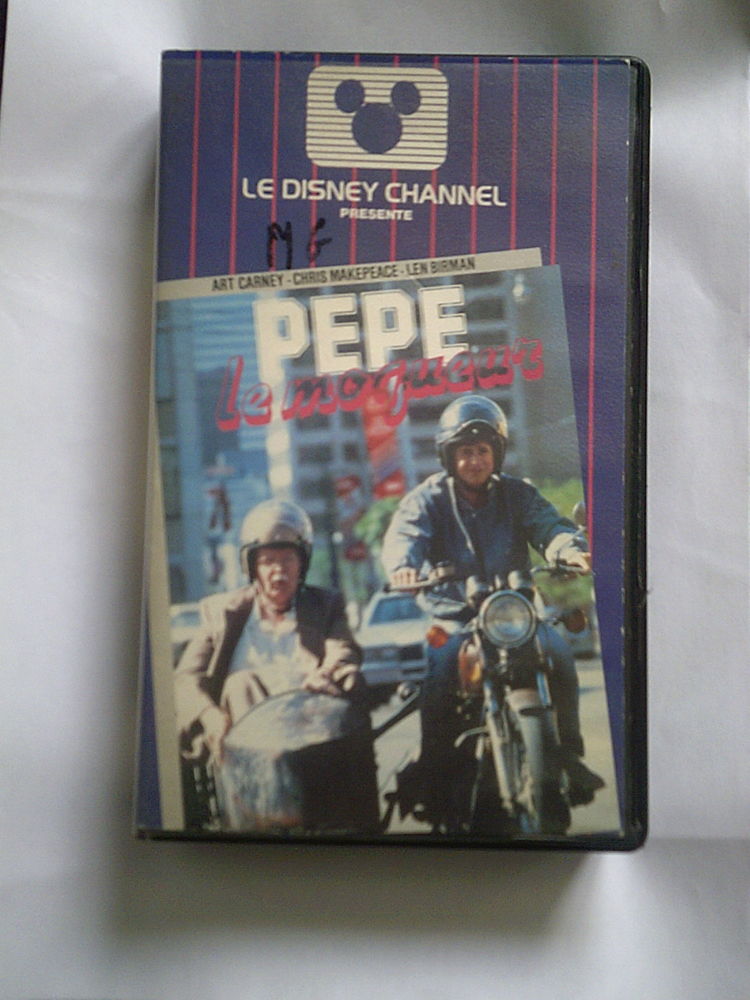 LE DISNEY CHANNEL
PRESENTE
MG
ART CARNEY - CHRIS MAKEPEACE - LEN BIRMAN
PEPE
le moqueur